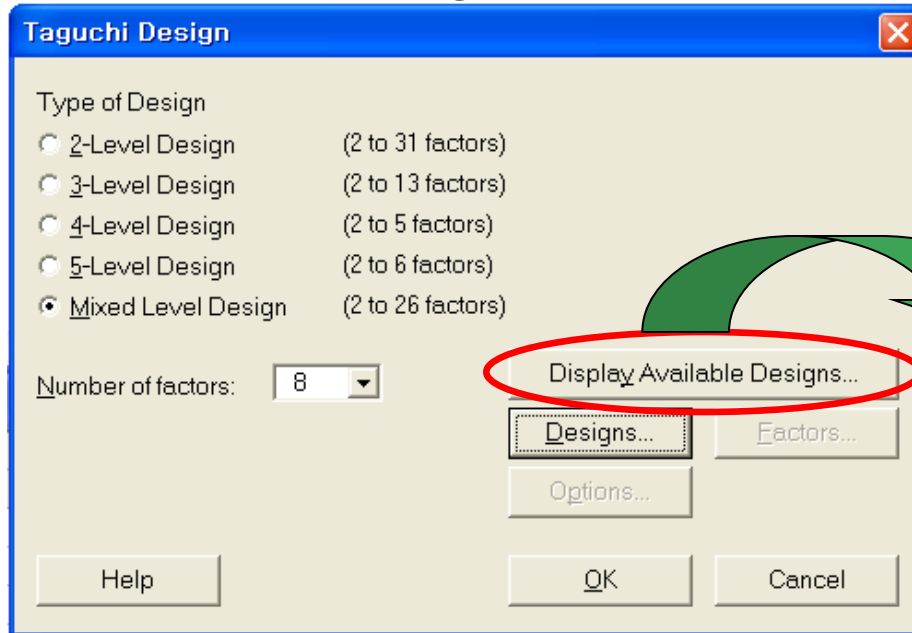 Taguchi Design
Type of Design
2-Level Design (2 to 31 factors)
3-Level Design (2 to 13 factors)
4-Level Design (2 to 5 factors)
5-Level Design (2 to 6 factors)
Mixed Level Design (2 to 26 factors)
Number of factors: 8
Display Available Designs...
Designs... Factors...
Options...
Help OK Cancel